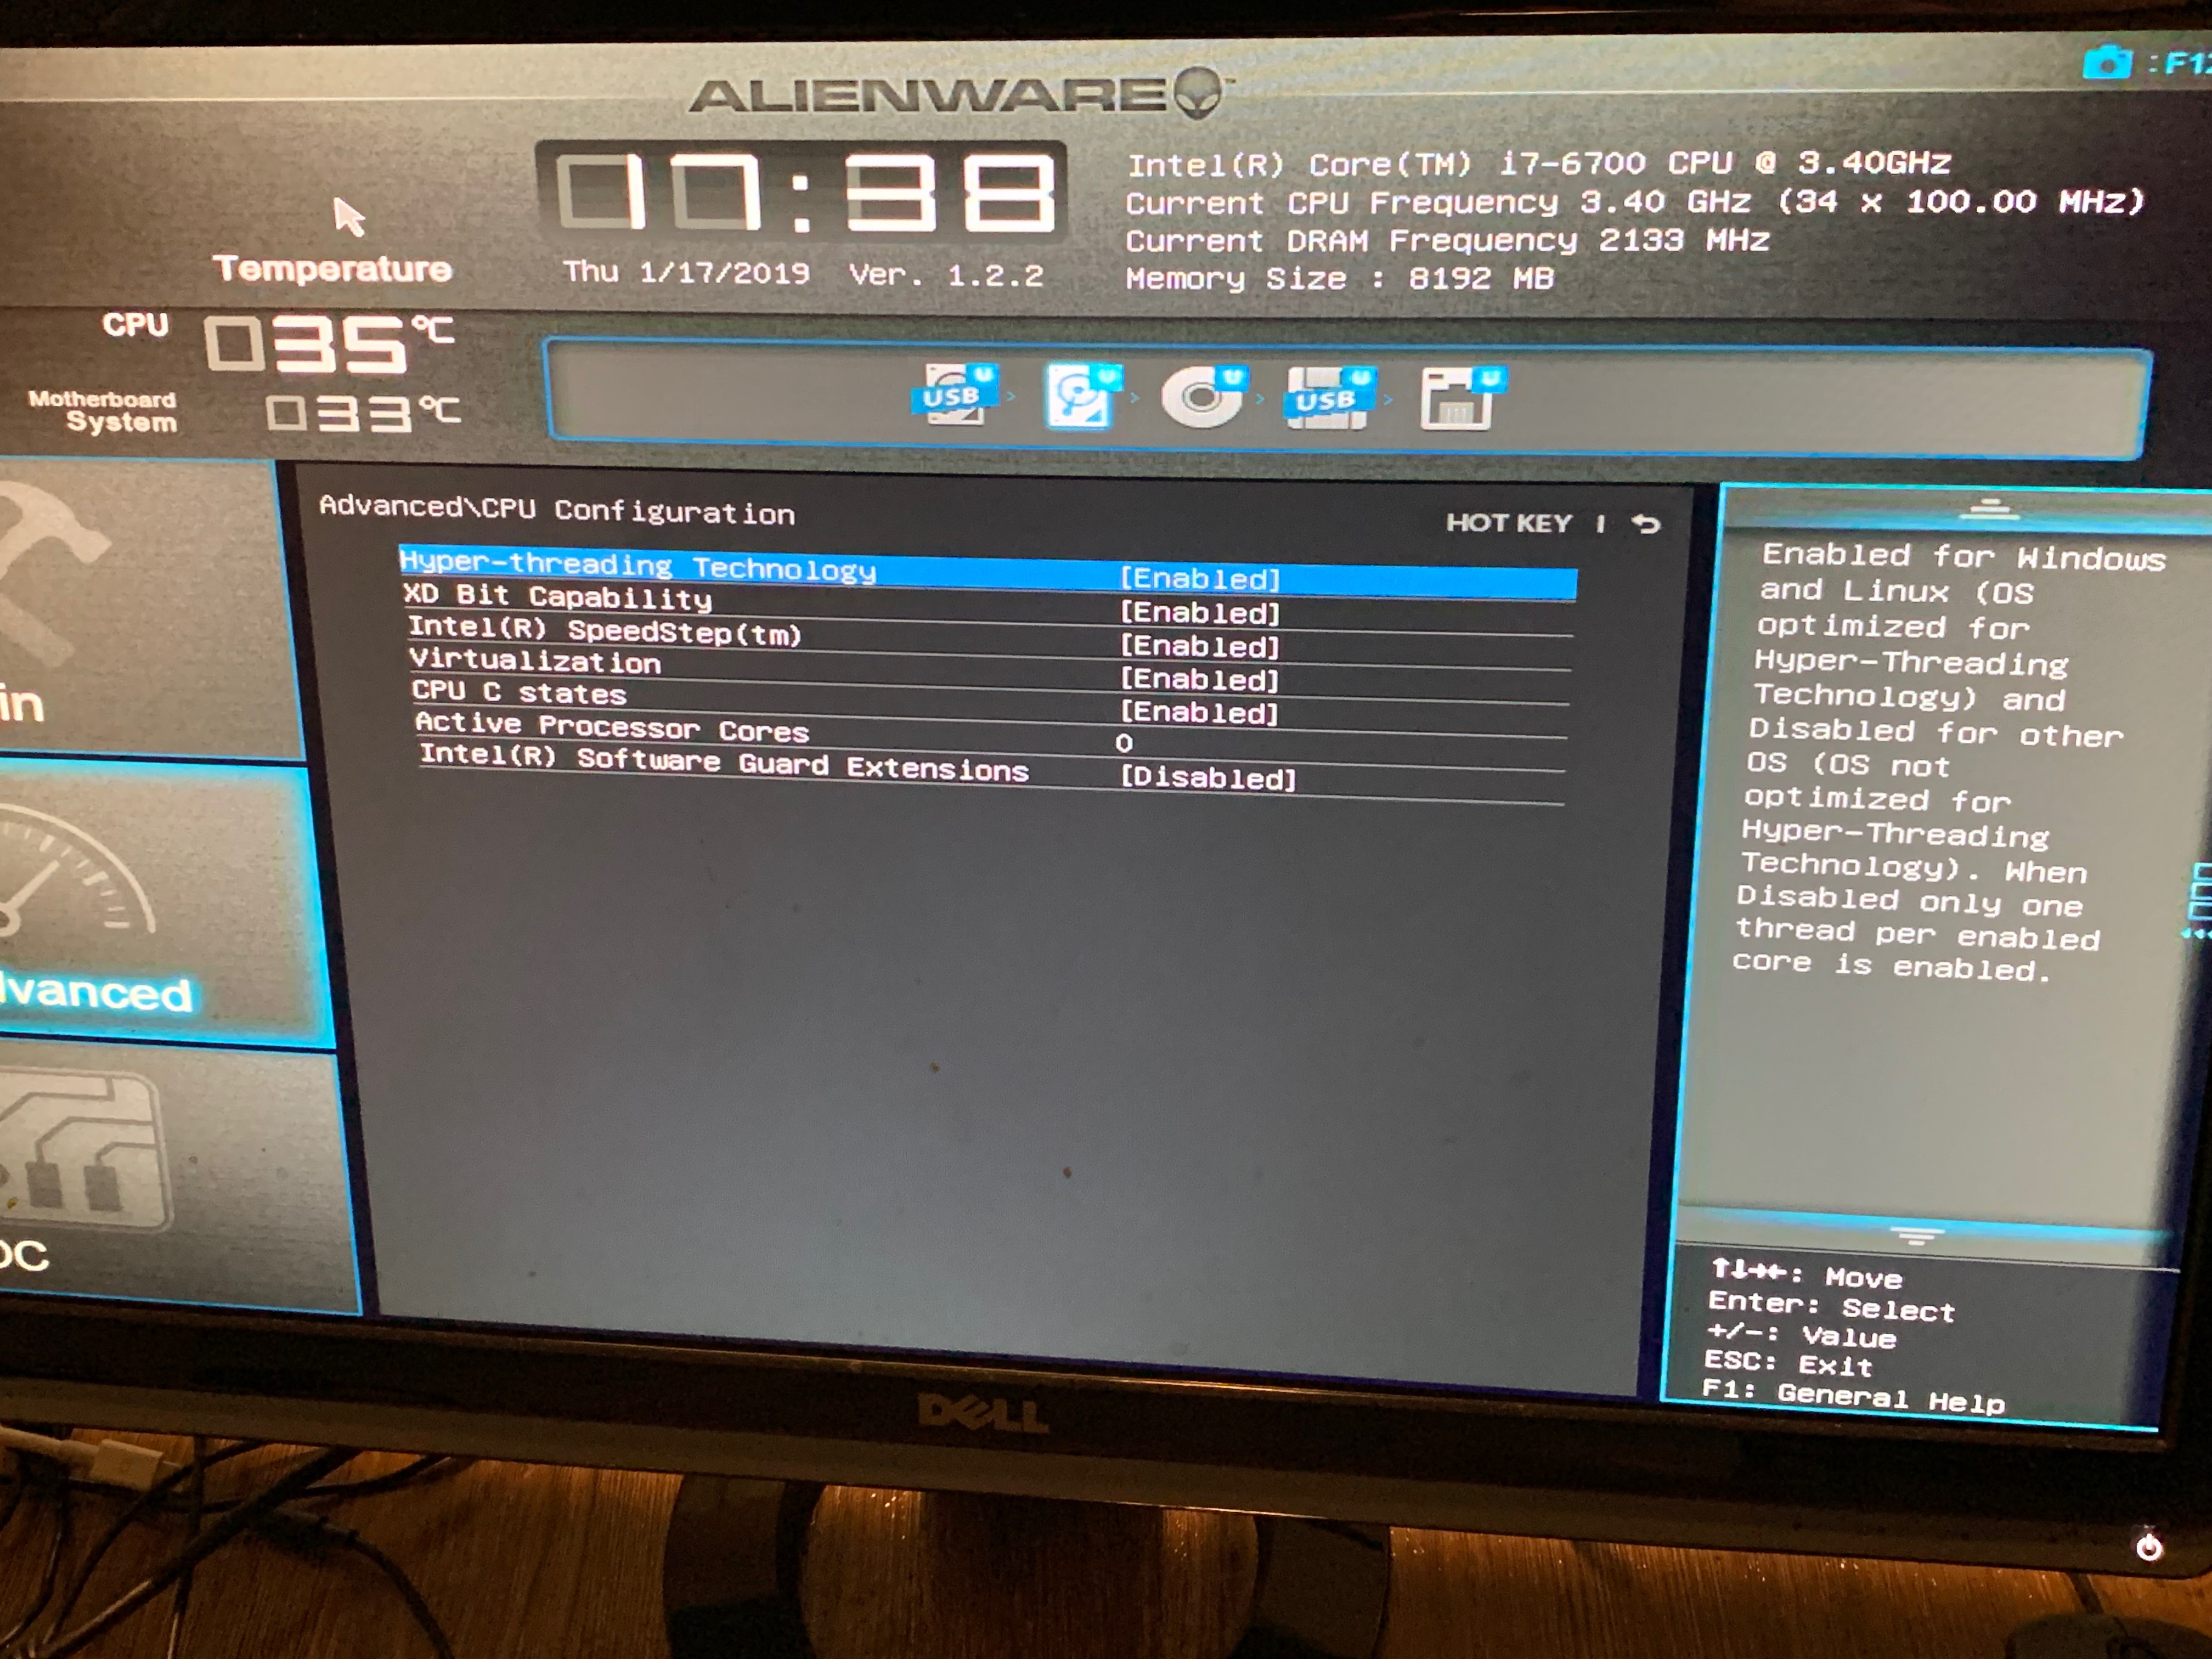 ALIENWARE
: F12
17:38
Thu 1/17/2019 Ver. 1.2.2
Intel(R) Core(TM) i7-6700 CPU @ 3.40GHz
Current CPU Frequency 3.40 GHz (34 x 100.00 MHz)
Current DRAM Frequency 2133 MHz
Memory Size : 8192 MB
Temperature
CPU 035°C
Motherboard
System 033°C
USB U U U USB U U
Advanced\CPU Configuration
HOT KEY |
Hyper-threading Technology [Enabled]
XD Bit Capability [Enabled]
Intel(R) SpeedStep(tm) [Enabled]
Virtualization [Enabled]
CPU C states [Enabled]
Active Processor Cores 0
Intel(R) Software Guard Extensions [Disabled]
in
dvanced
OC
Enabled for Windows
and Linux (OS
optimized for
Hyper-Threading
Technology) and
Disabled for other
OS (OS not
optimized for
Hyper-Threading
Technology). When
Disabled only one
thread per enabled
core is enabled.
↑↓→←: Move
Enter: Select
+/-: Value
ESC: Exit
F1: General Help
DELL